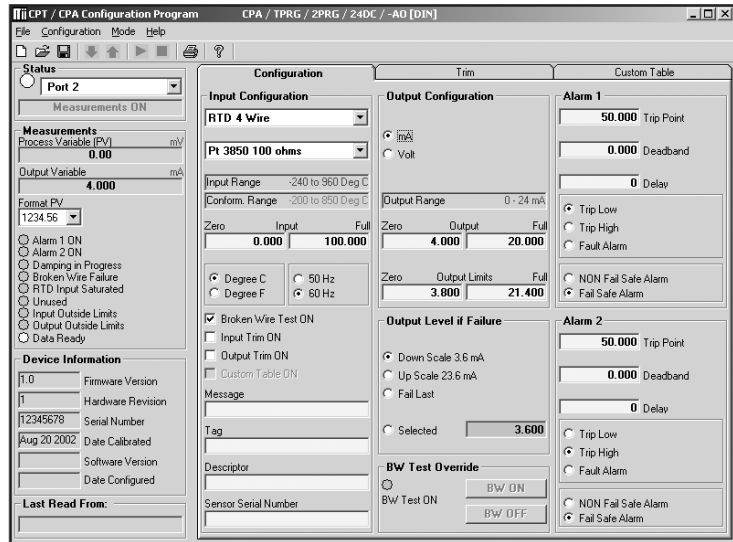 CPT / CPA Configuration Program CPA / TPRG / 2PRG / 24DC / -AO [DIN]
File Configuration Mode Help
Status
Port 2
Measurements ON
Measurements
Process Variable (PV) mV
0.00
Output Variable mA
4.000
Format PV
1234.56
Alarm 1 ON
Alarm 2 ON
Damping in Progress
Broken Wire Failure
RTD Input Saturated
Unused
Input Outside Limits
Output Outside Limits
Data Ready
Device Information
1.0 Firmware Version
1 Hardware Revision
12345678 Serial Number
Aug 20 2002 Date Calibrated
Software Version
Date Configured
Last Read From:
Configuration
Trim
Custom Table
Input Configuration
RTD 4 Wire
Pt 3850 100 ohms
Input Range -240 to 960 Deg C
Conform. Range -200 to 850 Deg C
Zero Input Full
0.000 100.000
Degree C 50 Hz
Degree F 60 Hz
Broken Wire Test ON
Input Trim ON
Output Trim ON
Custom Table ON
Message
Tag
Descriptor
Sensor Serial Number
Output Configuration
mA
Volt
Output Range 0 - 24 mA
Zero Output Full
4.000 20.000
Zero Output Limits Full
3.800 21.400
Output Level if Failure
Down Scale 3.6 mA
Up Scale 23.6 mA
Fail Last
Selected 3.600
BW Test Override
BW Test ON
BW ON
BW OFF
Alarm 1
50.000 Trip Point
0.000 Deadband
0 Delay
Trip Low
Trip High
Fault Alarm
NON Fail Safe Alarm
Fail Safe Alarm
Alarm 2
50.000 Trip Point
0.000 Deadband
0 Delay
Trip Low
Trip High
Fault Alarm
NON Fail Safe Alarm
Fail Safe Alarm